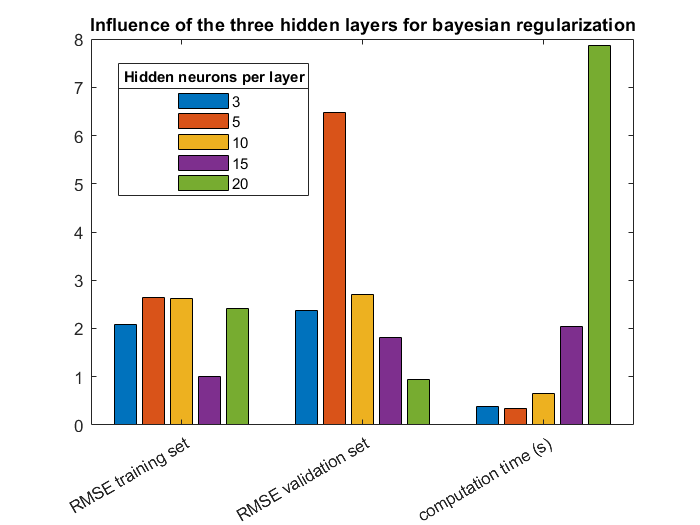 Influence of the three hidden layers for bayesian regularization
8
7
6
5
4
3
2
1
0
Hidden neurons per layer
3
5
10
15
20
RMSE training set
RMSE validation set
computation time (s)